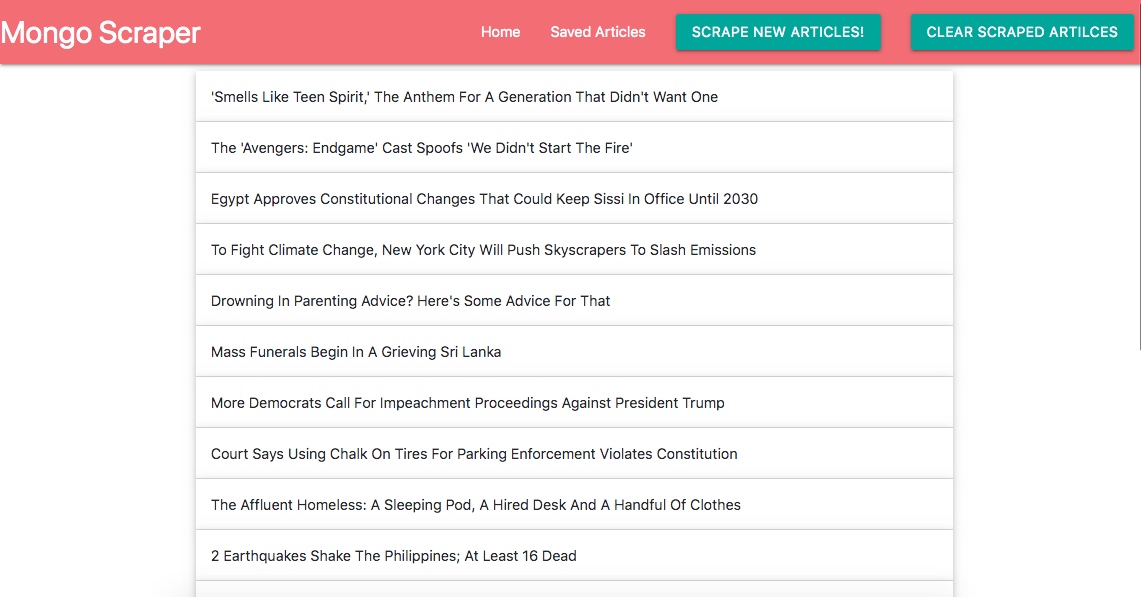 Mongo Scraper
Home
Saved Articles
SCRAPE NEW ARTICLES!
CLEAR SCRAPED ARTILCES
'Smells Like Teen Spirit,' The Anthem For A Generation That Didn't Want One
The 'Avengers: Endgame' Cast Spoofs 'We Didn't Start The Fire'
Egypt Approves Constitutional Changes That Could Keep Sissi In Office Until 2030
To Fight Climate Change, New York City Will Push Skyscrapers To Slash Emissions
Drowning In Parenting Advice? Here's Some Advice For That
Mass Funerals Begin In A Grieving Sri Lanka
More Democrats Call For Impeachment Proceedings Against President Trump
Court Says Using Chalk On Tires For Parking Enforcement Violates Constitution
The Affluent Homeless: A Sleeping Pod, A Hired Desk And A Handful Of Clothes
2 Earthquakes Shake The Philippines; At Least 16 Dead